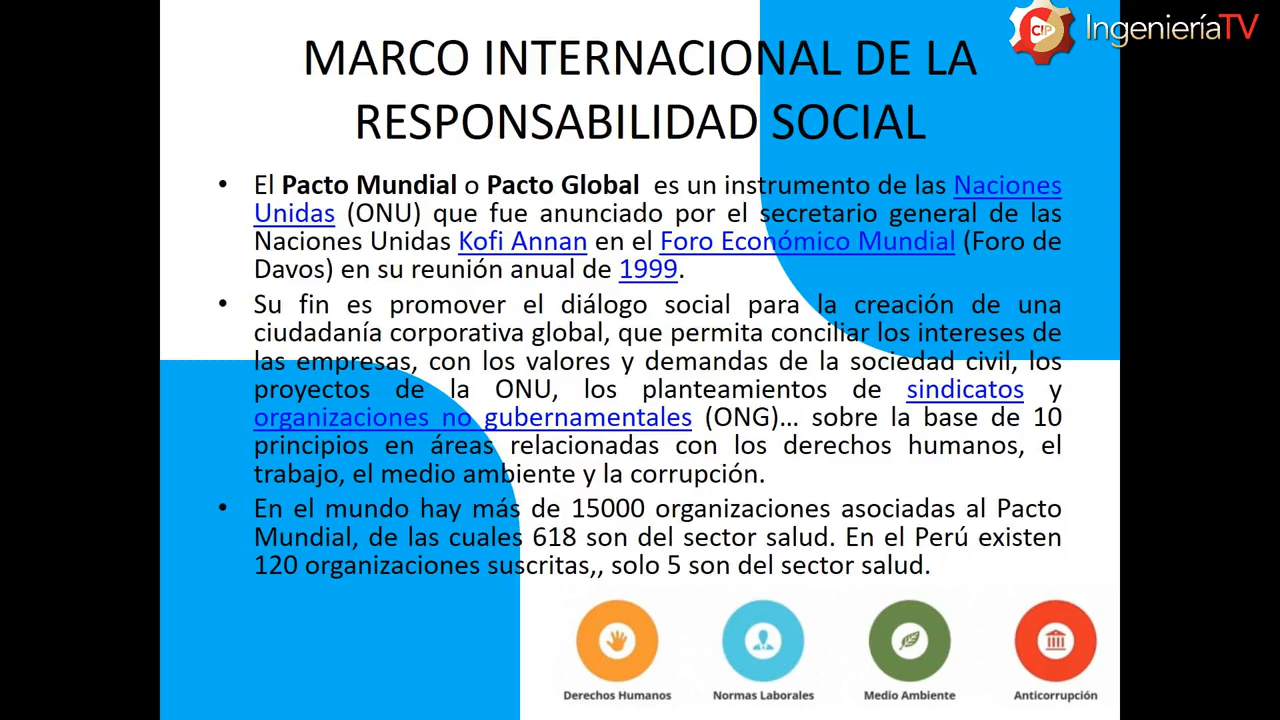 CIP IngenieríaTV
MARCO INTERNACIONAL DE LA
RESPONSABILIDAD SOCIAL
• El Pacto Mundial o Pacto Global es un instrumento de las Naciones
Unidas (ONU) que fue anunciado por el secretario general de las
Naciones Unidas Kofi Annan en el Foro Económico Mundial (Foro de
Davos) en su reunión anual de 1999.
• Su fin es promover el diálogo social para la creación de una
ciudadanía corporativa global, que permita conciliar los intereses de
las empresas, con los valores y demandas de la sociedad civil, los
proyectos de la ONU, los planteamientos de sindicatos y
organizaciones no gubernamentales (ONG)… sobre la base de 10
principios en áreas relacionadas con los derechos humanos, el
trabajo, el medio ambiente y la corrupción.
• En el mundo hay más de 15000 organizaciones asociadas al Pacto
Mundial, de las cuales 618 son del sector salud. En el Perú existen
120 organizaciones suscritas,, solo 5 son del sector salud.
Derechos Humanos Normas Laborales Medio Ambiente Anticorrupción